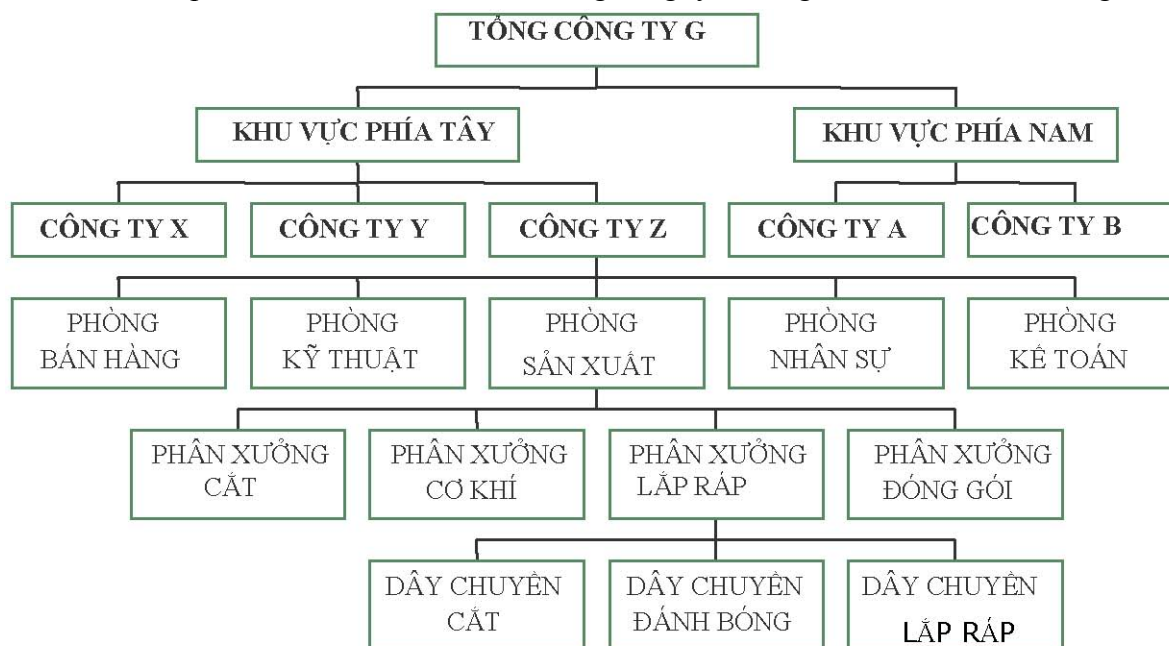 TỔNG CÔNG TY G
KHU VỰC PHÍA TÂY
KHU VỰC PHÍA NAM
CÔNG TY X
CÔNG TY Y
CÔNG TY Z
CÔNG TY A
CÔNG TY B
PHÒNG
BÁN HÀNG
PHÒNG
KỸ THUẬT
PHÒNG
SẢN XUẤT
PHÒNG
NHÂN SỰ
PHÒNG
KẾ TOÁN
PHÂN XƯỞNG
CẮT
PHÂN XƯỞNG
CƠ KHÍ
PHÂN XƯỞNG
LẮP RÁP
PHÂN XƯỞNG
ĐÓNG GÓI
DÂY CHUYỀN
CẮT
DÂY CHUYỀN
ĐÁNH BÓNG
DÂY CHUYỀN
LẮP RÁP